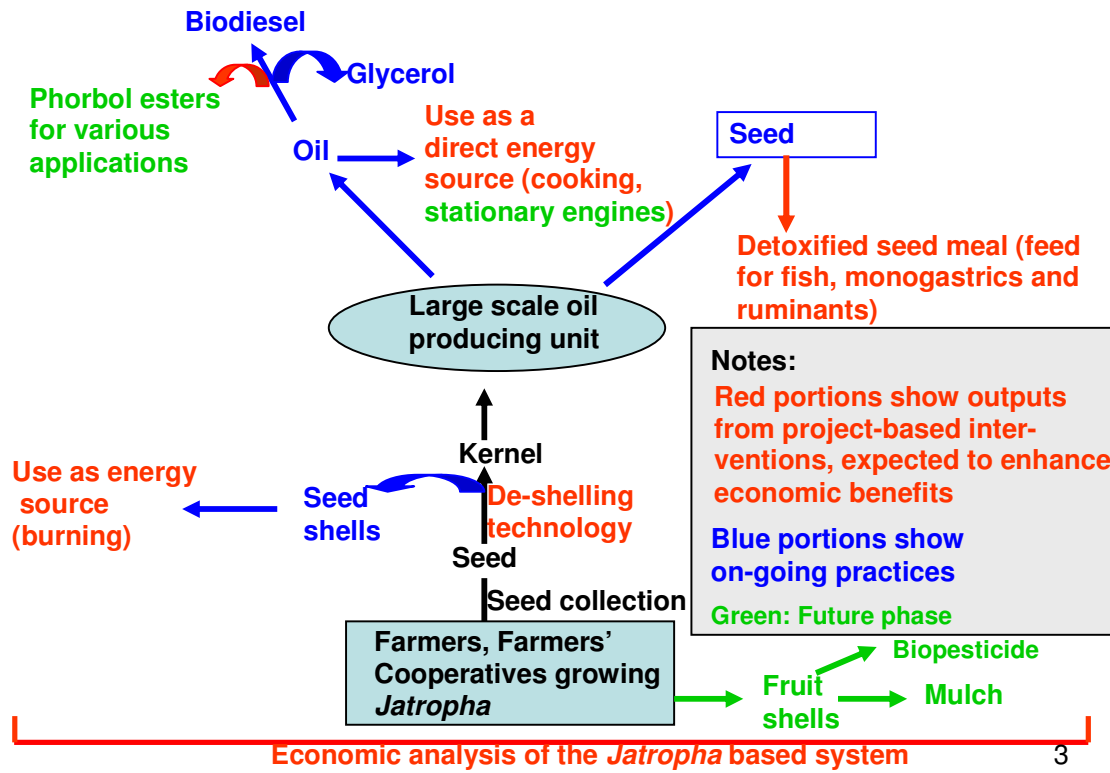 Biodiesel
Glycerol
Phorbol esters
for various
applications
Oil
Use as a
direct energy
source (cooking,
stationary engines)
Seed
Detoxified seed meal (feed
for fish, monogastrics and
ruminants)
Large scale oil
producing unit
Notes:
Red portions show outputs
from project-based inter-
ventions, expected to enhance
economic benefits
Blue portions show
on-going practices
Green: Future phase
Kernel
Use as energy
source
(burning)
Seed
shells
De-shelling
technology
Seed
Seed collection
Farmers, Farmers’
Cooperatives growing
Jatropha
Fruit
shells
Biopesticide
Mulch
Economic analysis of the Jatropha based system
3